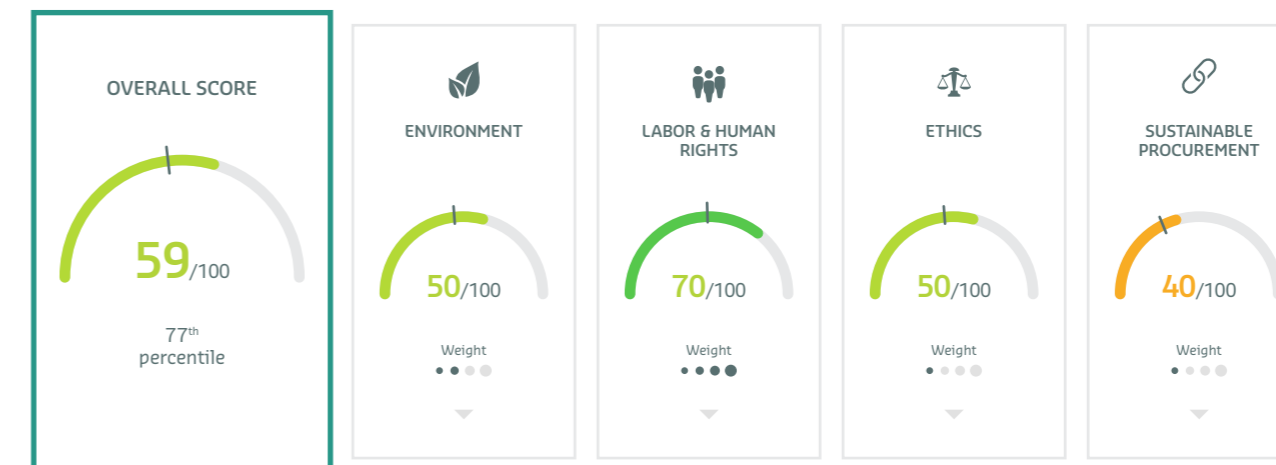 OVERALL SCORE
59/100
77th
percentile
ENVIRONMENT
50/100
Weight
LABOR & HUMAN
RIGHTS
70/100
Weight
ETHICS
50/100
Weight
SUSTAINABLE
PROCUREMENT
40/100
Weight